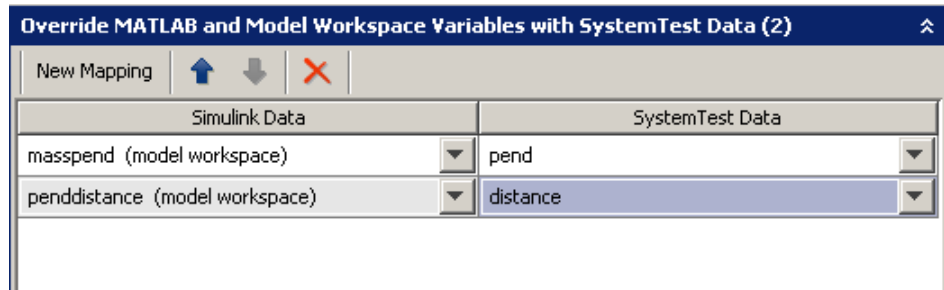 Override MATLAB and Model Workspace Variables with SystemTest Data (2)
New Mapping
Simulink Data SystemTest Data
masspend (model workspace) pend
penddistance (model workspace) distance